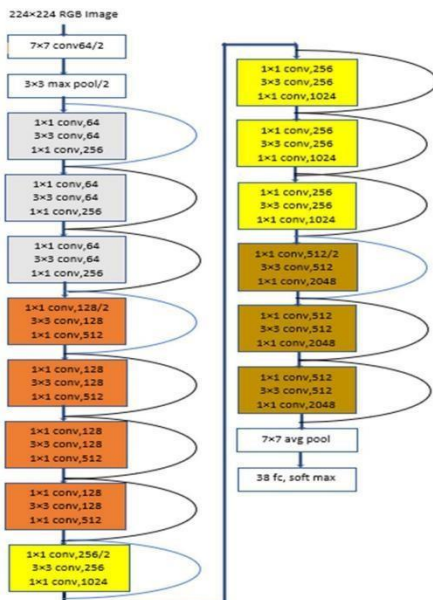 224×224 RGB Image
7×7 conv64/2
3×3 max pool/2
1×1 conv,64
3×3 conv,64
1×1 conv,256
1×1 conv,64
3×3 conv,64
1×1 conv,256
1×1 conv,64
3×3 conv,64
1×1 conv,256
1×1 conv,128/2
3×3 conv,128
1×1 conv,512
1×1 conv,128
3×3 conv,128
1×1 conv,512
1×1 conv,128
3×3 conv,128
1×1 conv,512
1×1 conv,128
3×3 conv,128
1×1 conv,512
1×1 conv,256/2
3×3 conv,256
1×1 conv,1024
1×1 conv,256
3×3 conv,256
1×1 conv,1024
1×1 conv,256
3×3 conv,256
1×1 conv,1024
1×1 conv,256
3×3 conv,256
1×1 conv,1024
1×1 conv,512/2
3×3 conv,512
1×1 conv,2048
1×1 conv,512
3×3 conv,512
1×1 conv,2048
1×1 conv,512
3×3 conv,512
1×1 conv,2048
7×7 avg pool
38 fc, soft max